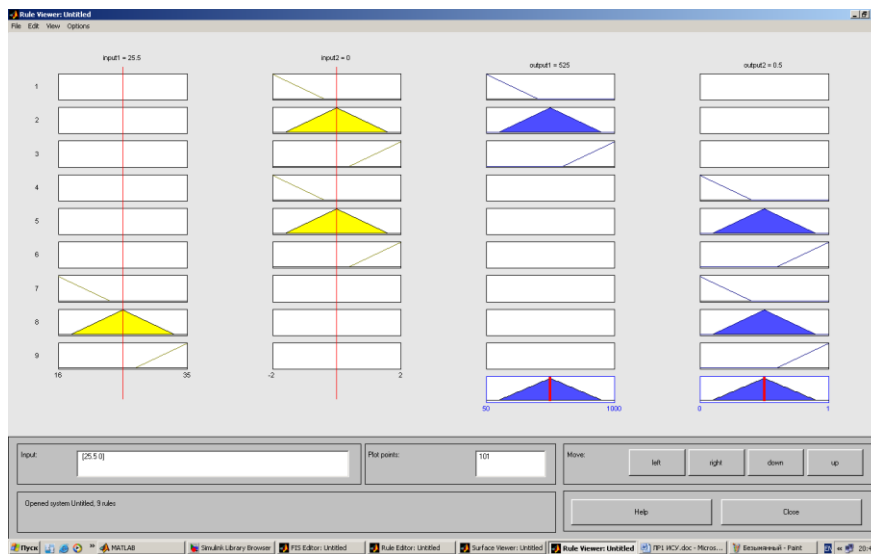 Rule Viewer: Untitled
File Edit View Options
input1 = 25.5
input2 = 0
output1 = 525
output2 = 0.5
1
2
3
4
5
6
7
8
9
16 35
-2 2
50 1000
0 1
Input:
[25.5 0]
Plot points:
101
Move:
left
right
down
up
Opened system Untitled, 9 rules
Help
Close
Пуск
MATLAB
Simulink Library Browser
FIS Editor: Untitled
Rule Editor: Untitled
Surface Viewer: Untitled
Rule Viewer: Untitled
ПР1 ИСУ.doc - Micros...
Безымянный - Paint
EN